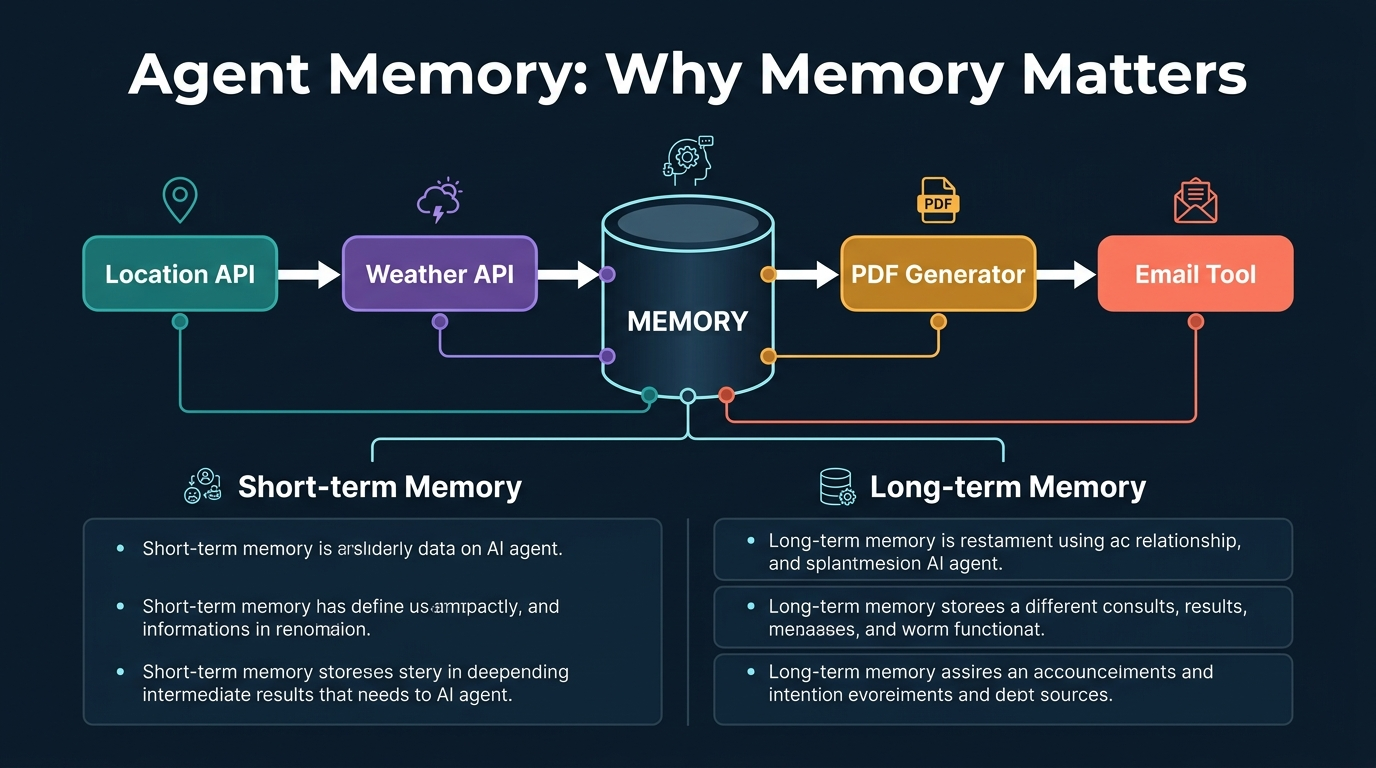 Agent Memory: Why Memory Matters
PDF
Location API
Weather API
MEMORY
PDF Generator
Email Tool
Short-term Memory
Short-term memory is arslidarly data on AI agent.
Short-term memory has define and
informations in renomaion.
Short-term memory storeses stery in deepending
intermediate results that needs to AI agent.
Long-term Memory
Long-term memory is restament using ac relationship,
and splantmesion AI agent.
Long-term memory storees a different consults, results,
menaases, and worm functionat.
Long-term memory assires an accouncelments and
intention evoreiments and dept sources.